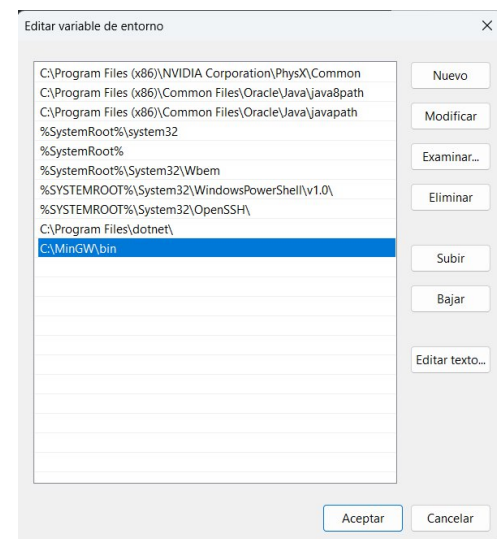 Editar variable de entorno
C:\Program Files (x86)\NVIDIA Corporation\PhysX\Common
C:\Program Files (x86)\Common Files\Oracle\Java\java8path
C:\Program Files (x86)\Common Files\Oracle\Java\javapath
%SystemRoot%\system32
%SystemRoot%
%SystemRoot%\System32\Wbem
%SYSTEMROOT%\System32\WindowsPowerShell\v1.0\
%SYSTEMROOT%\System32\OpenSSH\
C:\Program Files\dotnet\
C:\MinGW\bin
Nuevo
Modificar
Examinar...
Eliminar
Subir
Bajar
Editar texto...
Aceptar
Cancelar